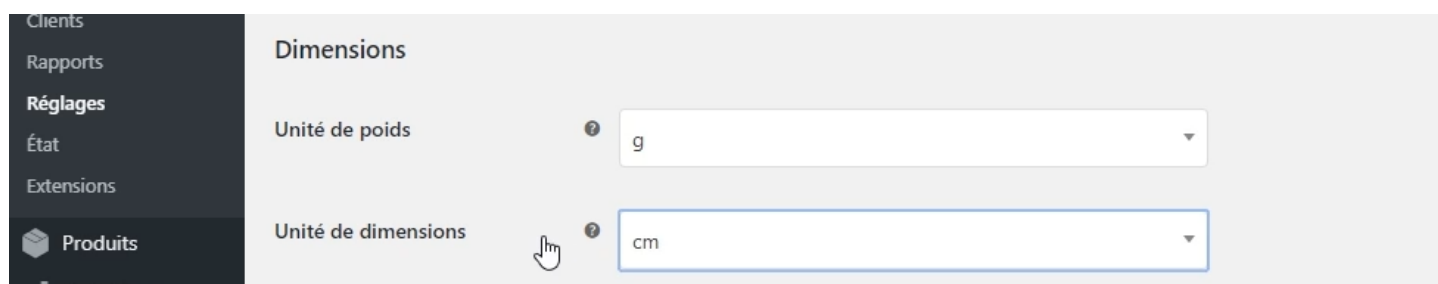 Clients
Rapports
Réglages
État
Extensions
Produits
Dimensions
Unité de poids
g
Unité de dimensions
cm